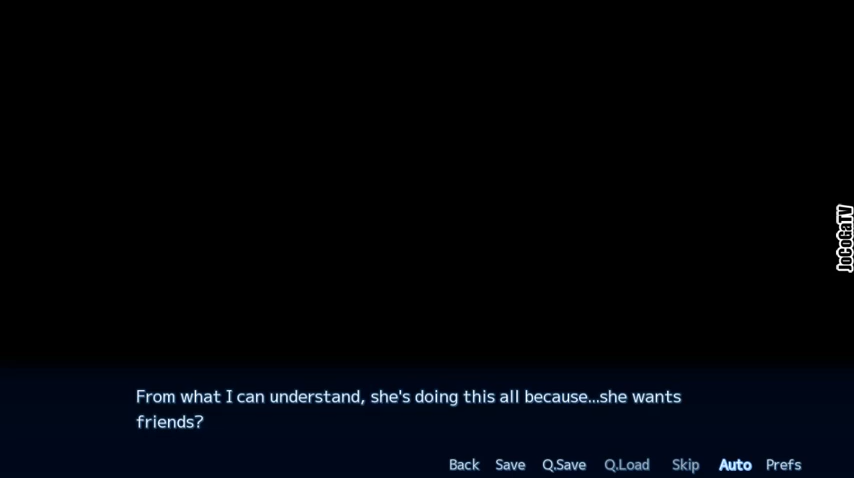 JoCoGaTV
From what I can understand, she's doing this all because...she wants
friends?
Back Save Q.Save Q.Load Skip Auto Prefs